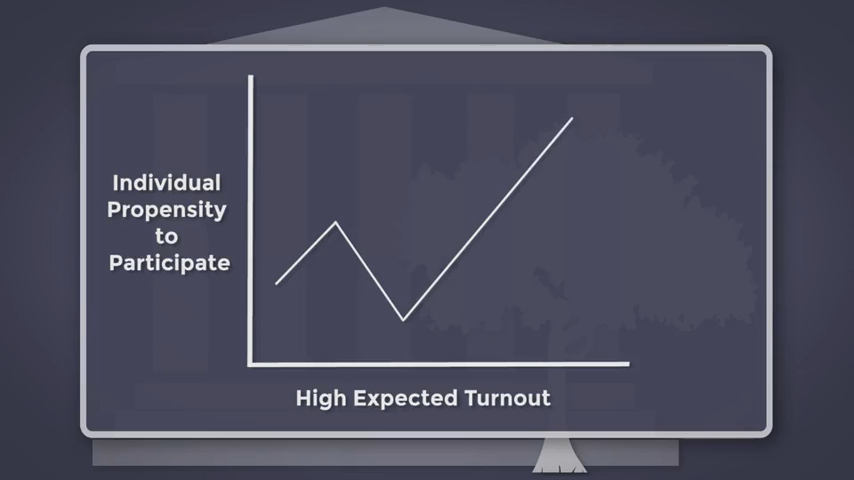 Individual
Propensity
to
Participate
High Expected Turnout